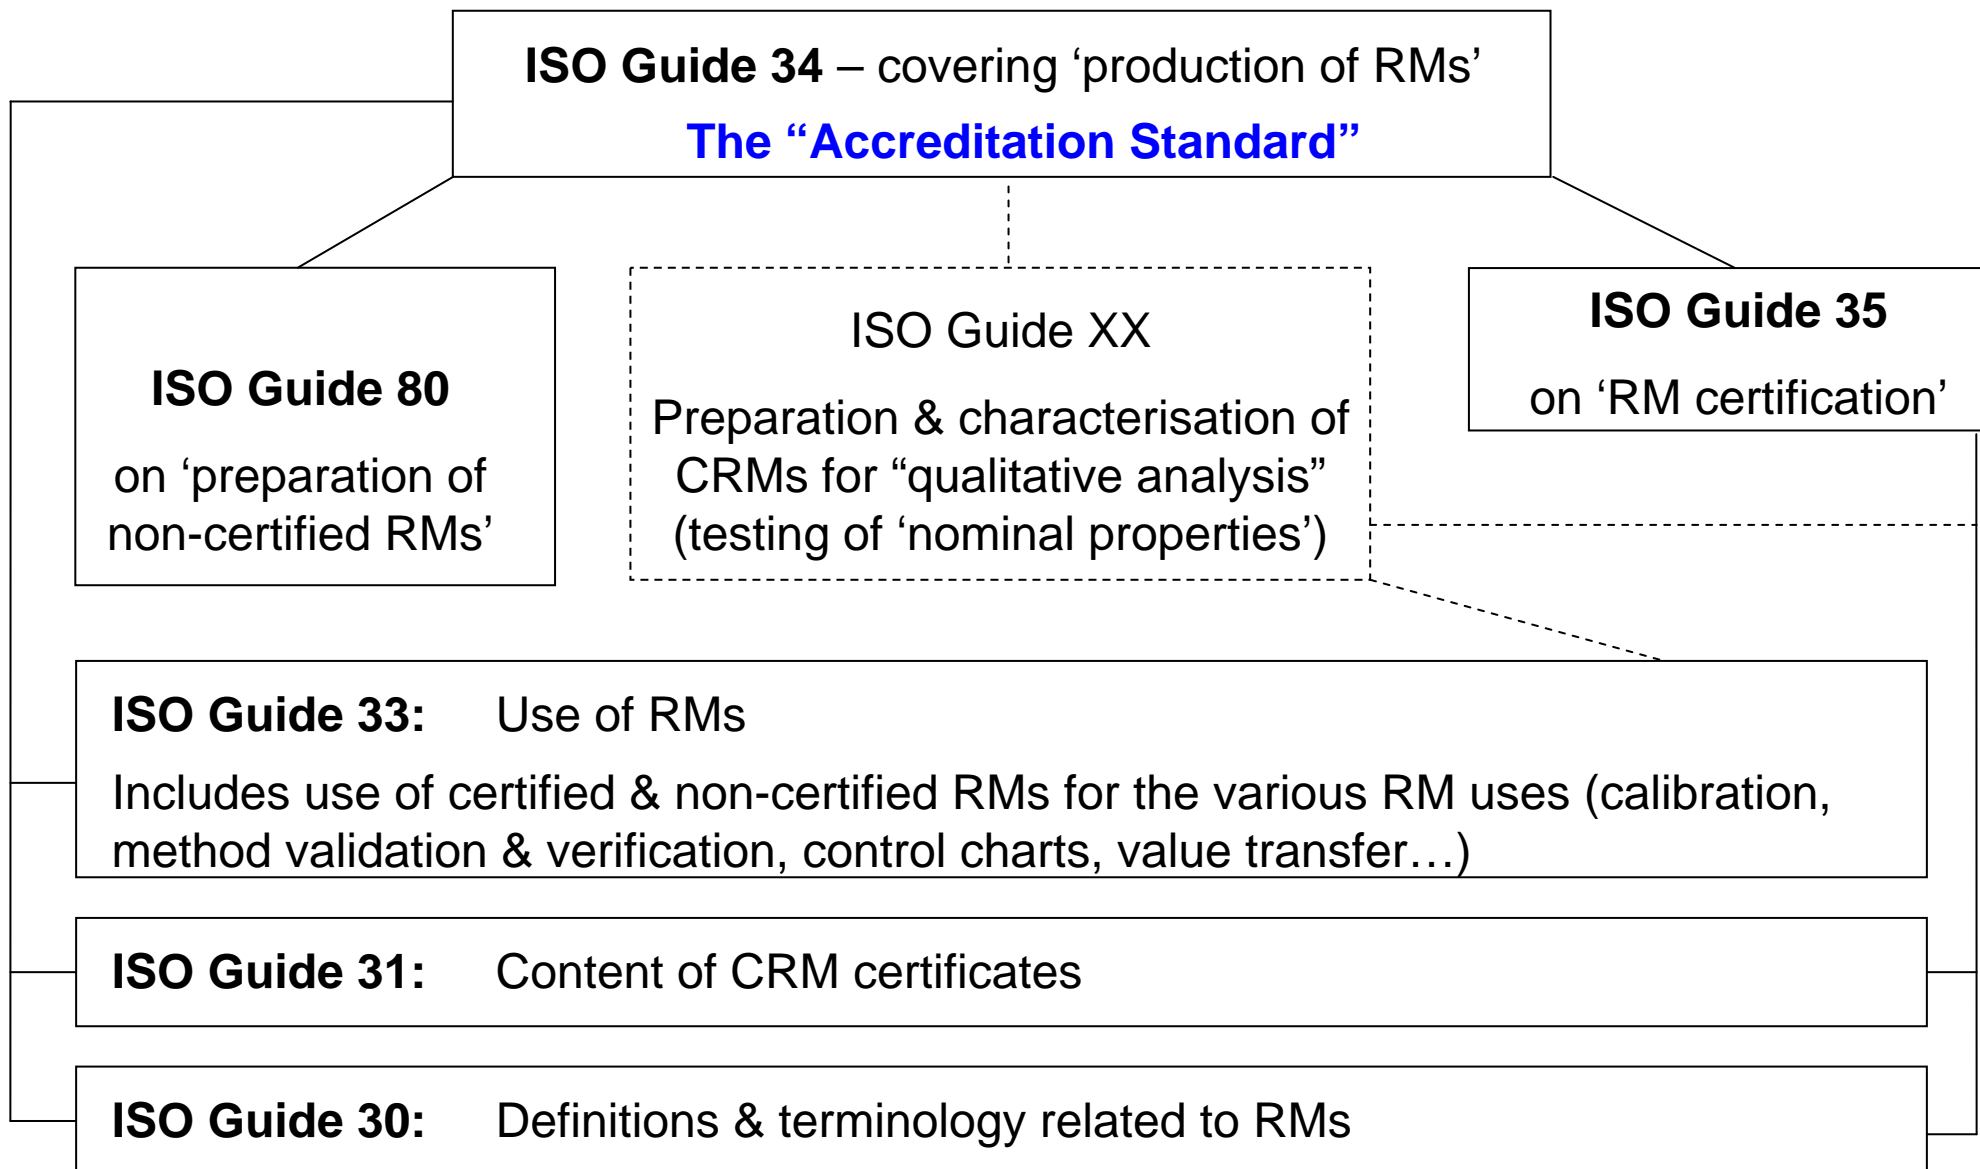 ISO Guide 34 – covering ‘production of RMs’
The “Accreditation Standard”
ISO Guide 80
on ‘preparation of
non-certified RMs’
ISO Guide XX
Preparation & characterisation of
CRMs for “qualitative analysis”
(testing of ‘nominal properties’)
ISO Guide 35
on ‘RM certification’
ISO Guide 33: Use of RMs
Includes use of certified & non-certified RMs for the various RM uses (calibration,
method validation & verification, control charts, value transfer…)
ISO Guide 31: Content of CRM certificates
ISO Guide 30: Definitions & terminology related to RMs